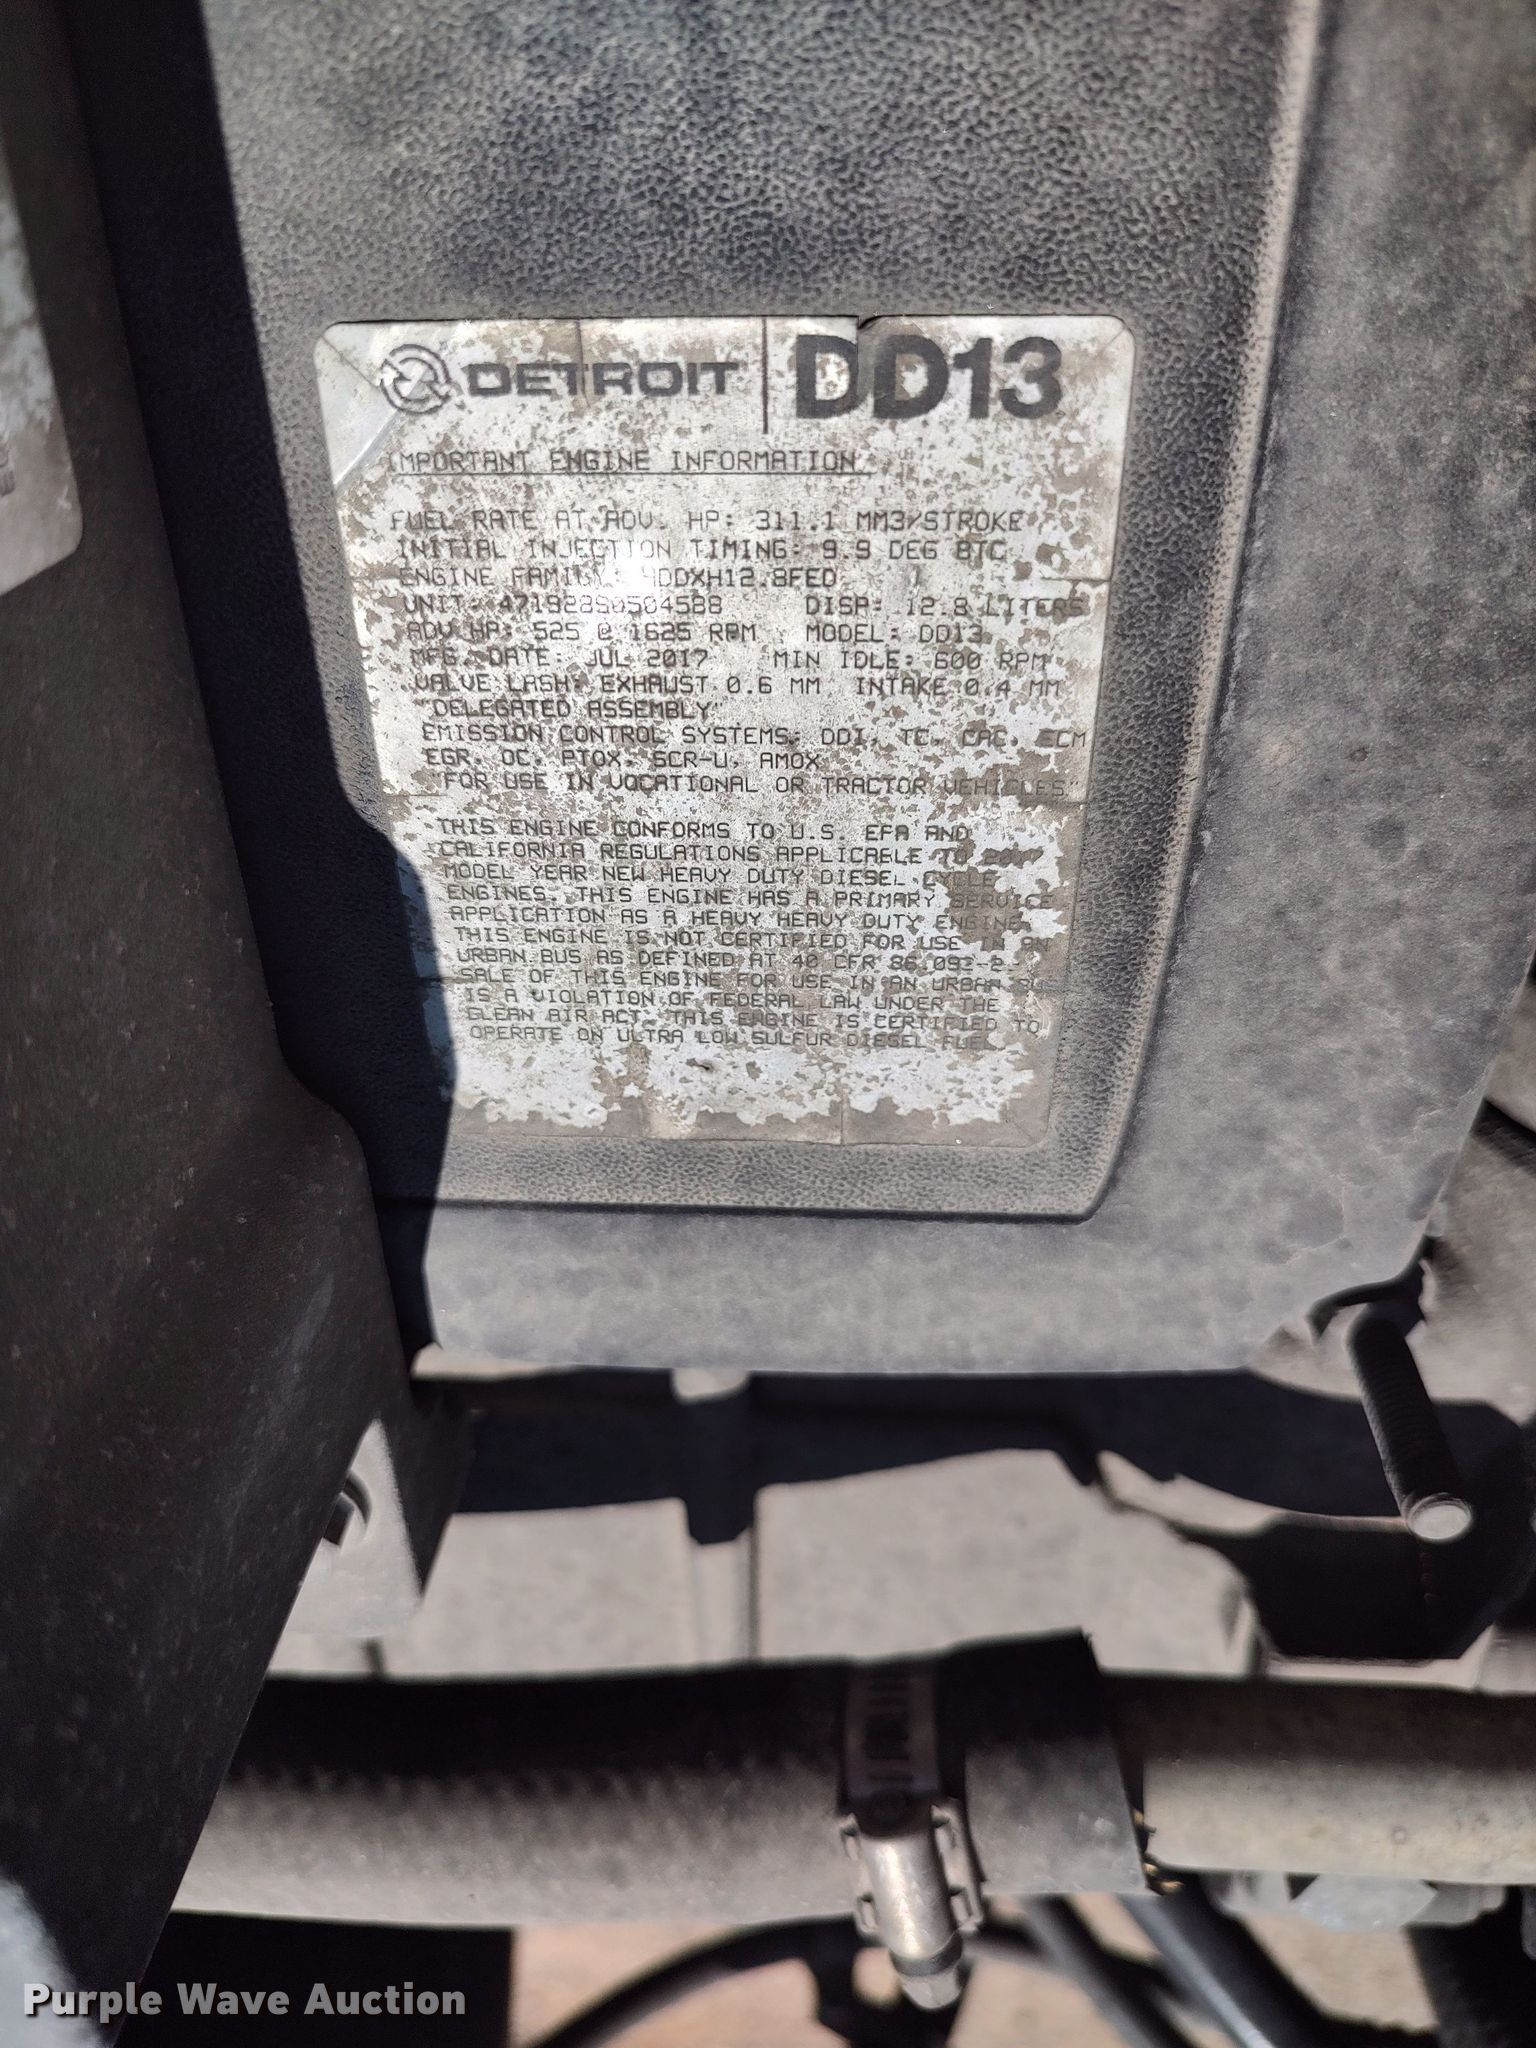 DETROIT DD13
IMPORTANT ENGINE INFORMATION
FUEL RATE AT ADV. HP: 311.1 MM3/STROKE
INITIAL INJECTION TIMING: 9.9 DEG BTC
ENGINE FAMILY: HDDXH12.8FED
UNIT: DISP: 12.8 LITERS
ADV HP: 525 @ 1625 RPM MODEL: DD13
MFG. DATE: JUL 2017 MIN IDLE: 600 RPM
VALVE LASH: EXHAUST 0.6 MM INTAKE 0.4 MM
"DELEGATED ASSEMBLY"
EMISSION CONTROL SYSTEMS: DDI, TC, CAC, ECM
EGR, OC, PTOX, SCR-U, AMOX
"FOR USE IN VOCATIONAL OR TRACTOR VEHICLES"
THIS ENGINE CONFORMS TO U.S. EPA AND
CALIFORNIA REGULATIONS APPLICABLE TO 2017
MODEL YEAR NEW HEAVY DUTY DIESEL CYCLE
ENGINES. THIS ENGINE HAS A PRIMARY SERVICE
APPLICATION AS A HEAVY HEAVY DUTY ENGINE.
THIS ENGINE IS NOT CERTIFIED FOR USE IN AN
URBAN BUS AS DEFINED AT 40 CFR 86.092-2.
SALE OF THIS ENGINE FOR USE IN AN URBAN BUS
IS A VIOLATION OF FEDERAL LAW UNDER THE
CLEAN AIR ACT. THIS ENGINE IS CERTIFIED TO
OPERATE ON ULTRA LOW SULFUR DIESEL FUEL
Purple Wave Auction